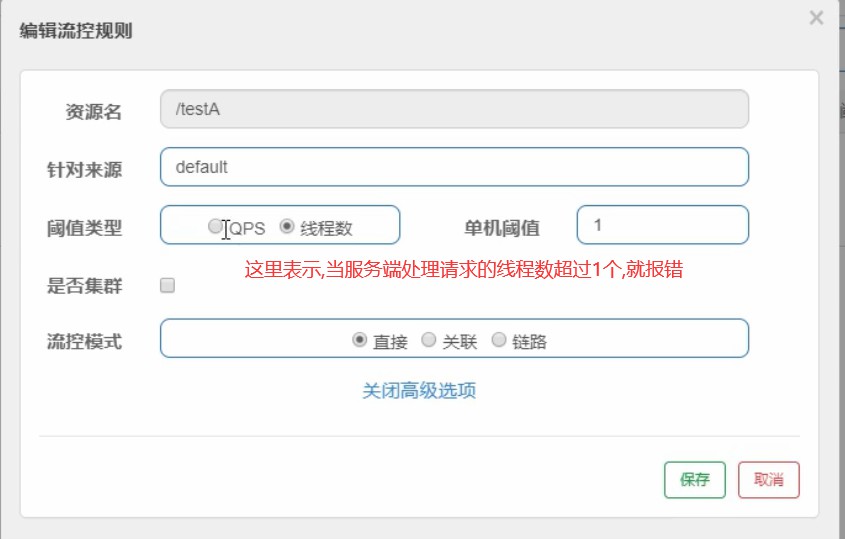 编辑流控规则
×
资源名 /testA
针对来源 default
阈值类型 QPS 线程数 单机阈值 1
这里表示,当服务端处理请求的线程数超过1个,就报错
是否集群
流控模式 直接 关联 链路
关闭高级选项
保存 取消